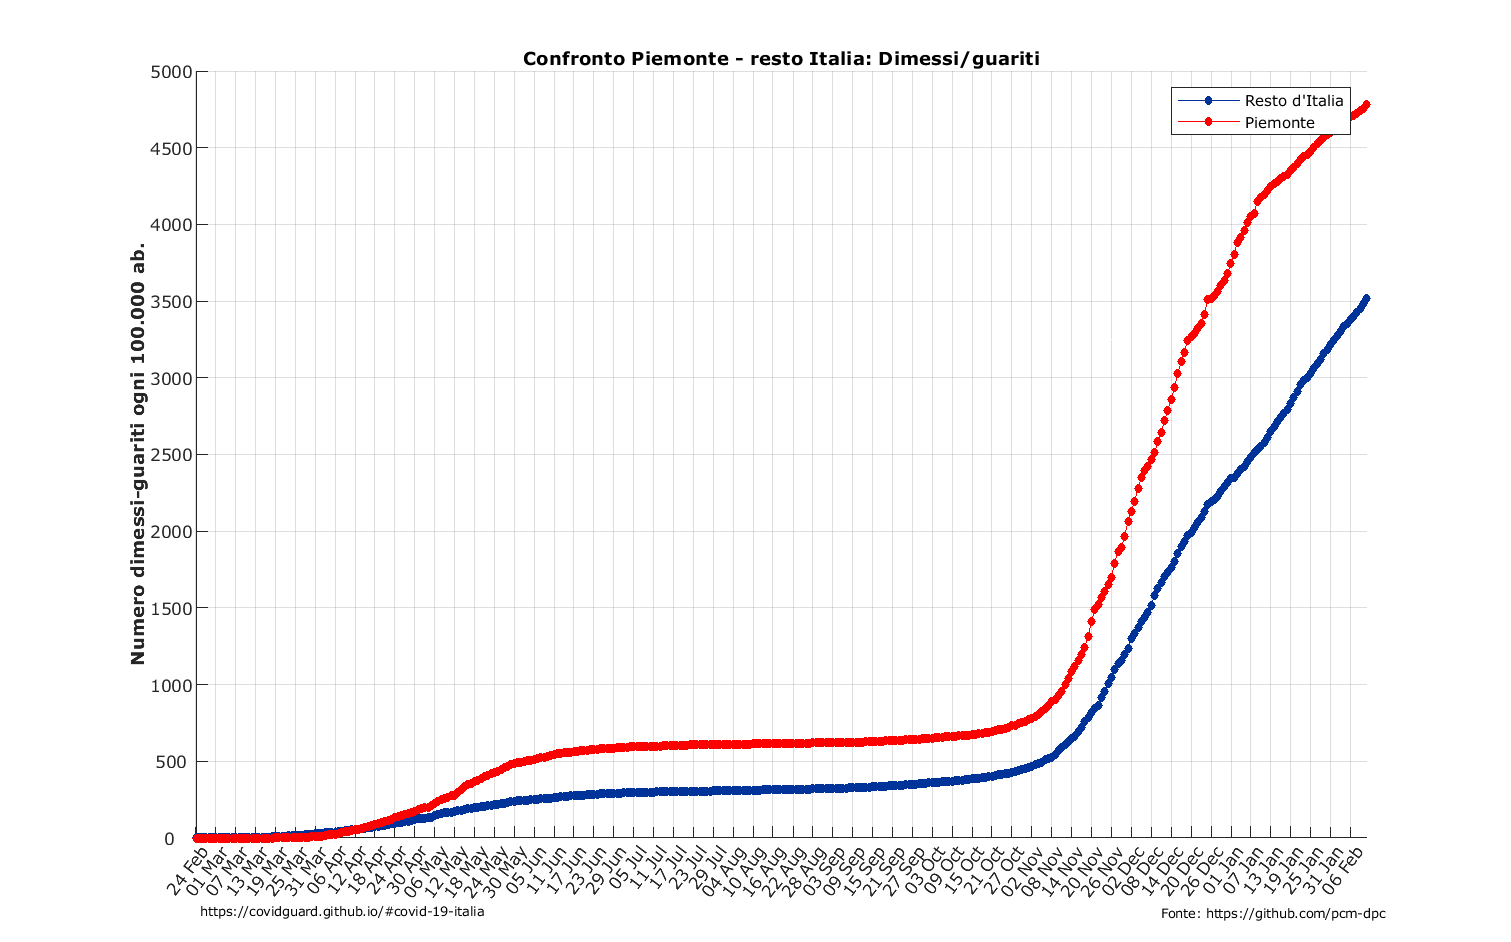 Confronto Piemonte - resto Italia: Dimessi/guariti
Resto d'Italia
Piemonte
Numero dimessi-guariti ogni 100.000 ab.
5000
4500
4000
3500
3000
2500
2000
1500
1000
500
0
24 Feb
01 Mar
07 Mar
13 Mar
19 Mar
25 Mar
31 Mar
06 Apr
12 Apr
18 Apr
24 Apr
30 Apr
06 May
12 May
18 May
24 May
30 May
05 Jun
11 Jun
17 Jun
23 Jun
29 Jun
05 Jul
11 Jul
17 Jul
23 Jul
29 Jul
04 Aug
10 Aug
16 Aug
22 Aug
28 Aug
03 Sep
09 Sep
15 Sep
21 Sep
27 Sep
03 Oct
09 Oct
15 Oct
21 Oct
27 Oct
02 Nov
08 Nov
14 Nov
20 Nov
26 Nov
02 Dec
08 Dec
14 Dec
20 Dec
26 Dec
01 Jan
07 Jan
13 Jan
19 Jan
25 Jan
31 Jan
06 Feb
https://covidguard.github.io/#covid-19-italia
Fonte: https://github.com/pcm-dpc